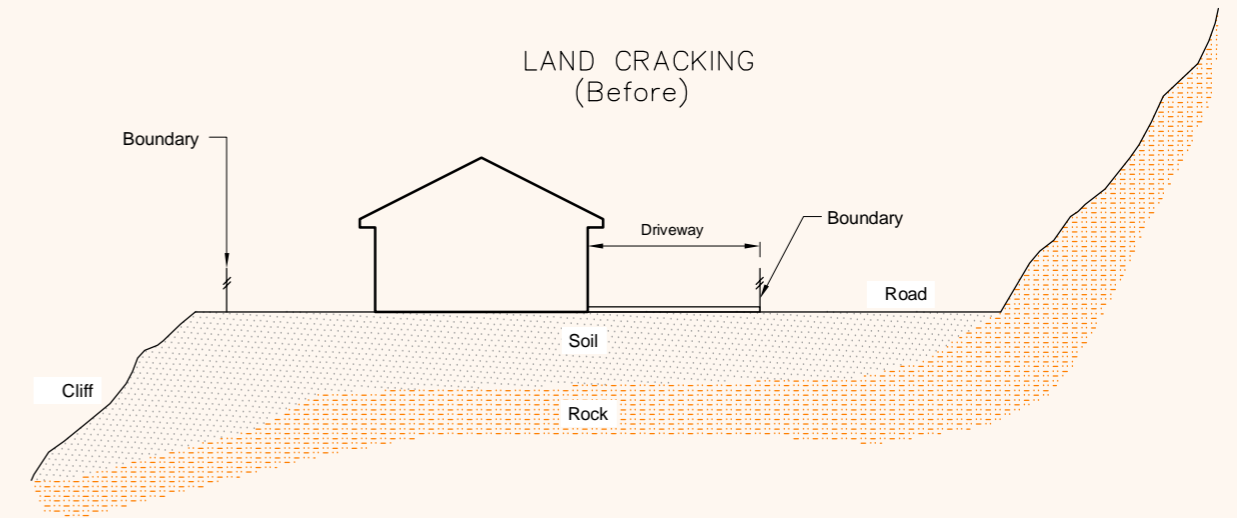 LAND CRACKING
(Before)
Boundary
Driveway
Boundary
Road
Soil
Cliff
Rock